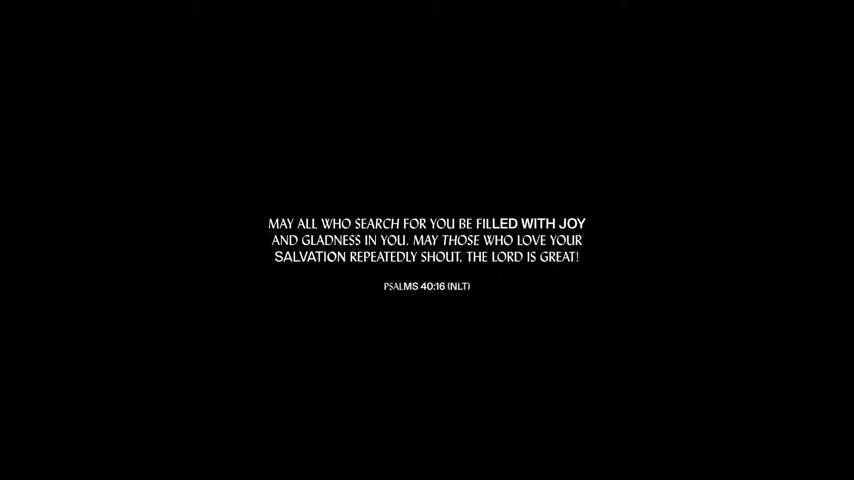 MAY ALL WHO SEARCH FOR YOU BE FILLED WITH JOY
AND GLADNESS IN YOU. MAY THOSE WHO LOVE YOUR
SALVATION REPEATEDLY SHOUT, THE LORD IS GREAT!
PSALMS 40:16 (NLT)